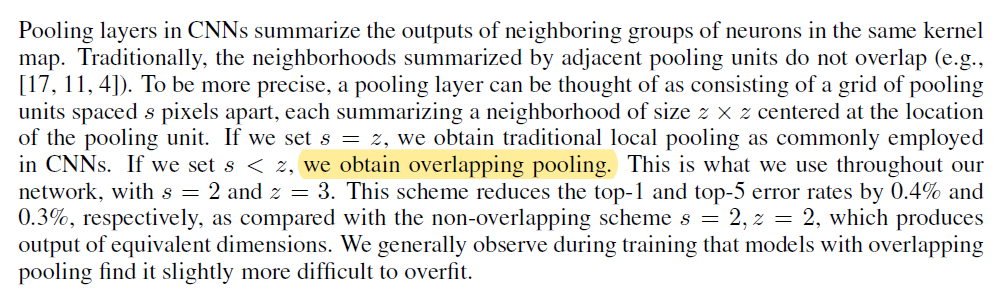 Pooling layers in CNNs summarize the outputs of neighboring groups of neurons in the same kernel
map. Traditionally, the neighborhoods summarized by adjacent pooling units do not overlap (e.g.,
[17, 11, 4]). To be more precise, a pooling layer can be thought of as consisting of a grid of pooling
units spaced s pixels apart, each summarizing a neighborhood of size z × z centered at the location
of the pooling unit. If we set s = z, we obtain traditional local pooling as commonly employed
in CNNs. If we set s < z, we obtain overlapping pooling. This is what we use throughout our
network, with s = 2 and z = 3. This scheme reduces the top-1 and top-5 error rates by 0.4% and
0.3%, respectively, as compared with the non-overlapping scheme s = 2, z = 2, which produces
output of equivalent dimensions. We generally observe during training that models with overlapping
pooling find it slightly more difficult to overfit.